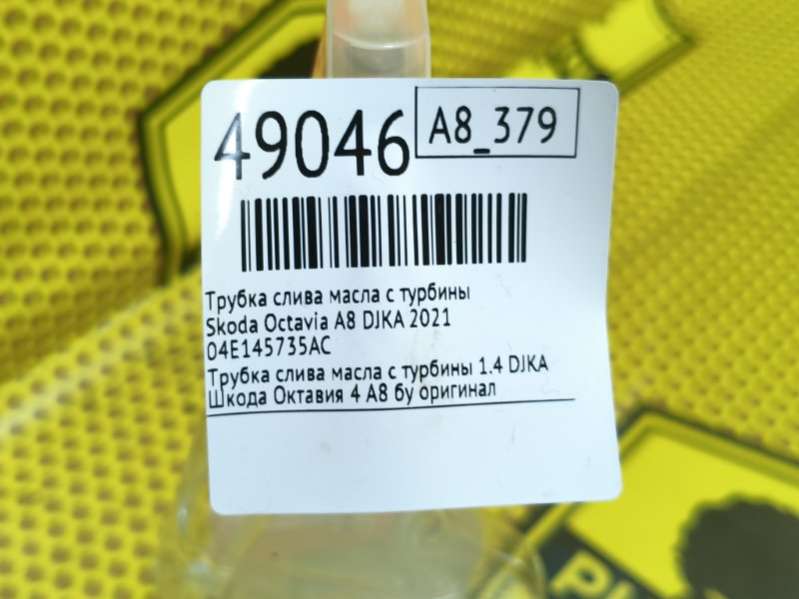 49046
A8_379
Трубка слива масла с турбины
Skoda Octavia A8 DJKA 2021
04E145735AC
Трубка слива масла с турбины 1.4 DJKA
Шкода Октавия 4 А8 бу оригинал